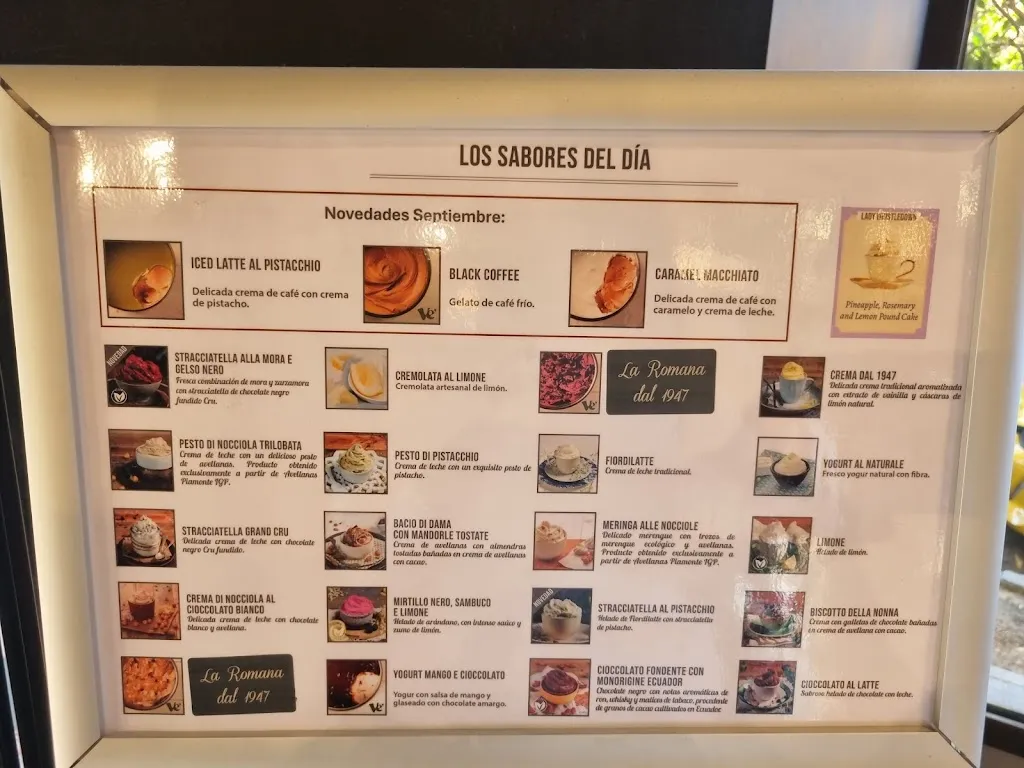 LOS SABORES DEL DÍA
Novedades Septiembre:
ICED LATTE AL PISTACCHIO
Delicada crema de café con crema
de pistacho.
BLACK COFFEE
Gelato de café frío.
CARAMEL MACCHIATO
Delicada crema de café con
caramelo y crema de leche.
LADY WHISTLEDOWN
Pineapple, Rosemary
and Lemon Pound Cake
NOVEDAD
STRACCIATELLA ALLA MORA E
GELSO NERO
Fresca combinación de mora y zarzamora
con stracciatella de chocolate negro
fundido Cru.
CREMOLATA AL LIMONE
Cremolata artesanal de limón.
La Romana
dal 1947
CREMA DAL 1947
Delicada crema tradicional aromatizada
con extracto de vainilla y cáscaras de
limón natural.
PESTO DI NOCCIOLA TRILOBATA
Crema de leche con un delicioso pesto
de avellanas. Producto obtenido
exclusivamente a partir de Avellanas
Piamonte IGP.
PESTO DI PISTACCHIO
Crema de leche con un exquisito pesto de
pistacho.
FIORDILATTE
Crema de leche tradicional.
YOGURT AL NATURALE
Fresco yogur natural con fibra.
STRACCIATELLA GRAND CRU
Delicada crema de leche con chocolate
negro Cru fundido.
BACIO DI DAMA
CON MANDORLE TOSTATE
Crema de avellanas con almendras
tostadas bañadas en crema de avellanas
con cacao.
MERINGA ALLE NOCCIOLE
Delicado merengue con trozos de
merengue ecológico y avellanas.
Producto obtenido exclusivamente a
partir de Avellanas Piamonte IGP.
LIMONE
Helado de limón.
CREMA DI NOCCIOLA AL
CIOCCOLATO BIANCO
Delicada crema de leche con chocolate
blanco y avellana.
MIRTILLO NERO, SAMBUCO
E LIMONE
Helado de arándano, con intenso saúco y
zumo de limón.
NOVEDAD
STRACCIATELLA AL PISTACCHIO
Helado de Fiordilatte con stracciatella
de pistacho.
BISCOTTO DELLA NONNA
Crema con galletas de chocolate bañadas
en crema de avellana con cacao.
La Romana
dal 1947
YOGURT MANGO E CIOCCOLATO
Yogur con salsa de mango y
glaseado con chocolate amargo.
CIOCCOLATO FONDENTE CON
MONORIGINE ECUADOR
Chocolate negro con notas aromáticas de
ron, whisky y matices de tabaco, procedente
de granos de cacao cultivados en Ecuador
CIOCCOLATO AL LATTE
Sabroso helado de chocolate con leche.